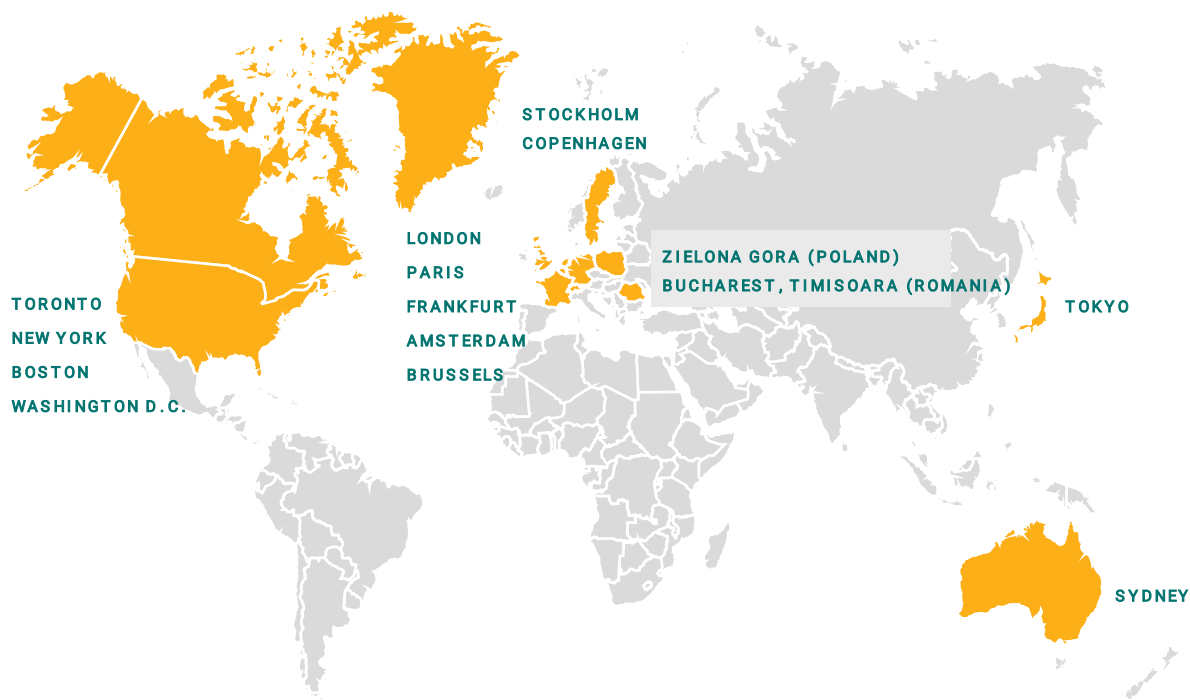 STOCKHOLM
COPENHAGEN
LONDON
PARIS
FRANKFURT
AMSTERDAM
BRUSSELS
ZIELONA GORA (POLAND)
BUCHAREST, TIMISOARA (ROMANIA)
TORONTO
NEW YORK
BOSTON
WASHINGTON D.C.
TOKYO
SYDNEY